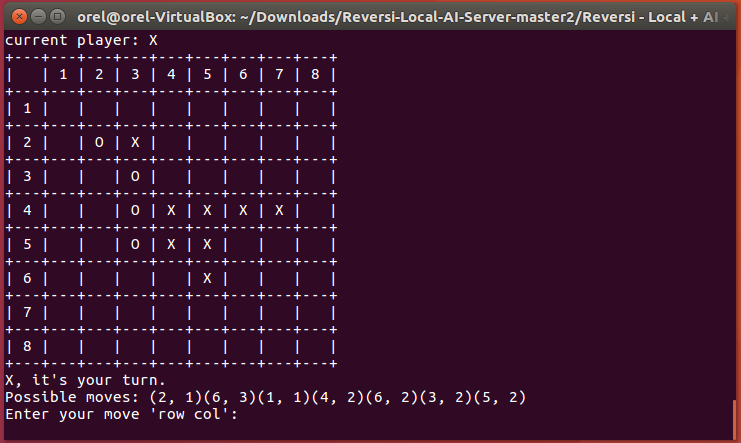 orel@orel-VirtualBox: ~/Downloads/Reversi-Local-AI-Server-master2/Reversi - Local + AI
current player: X
+---+---+---+---+---+---+---+---+---+
|   | 1 | 2 | 3 | 4 | 5 | 6 | 7 | 8 |
+---+---+---+---+---+---+---+---+---+
| 1 |   |   |   |   |   |   |   |   |
+---+---+---+---+---+---+---+---+---+
| 2 |   | O | X |   |   |   |   |   |
+---+---+---+---+---+---+---+---+---+
| 3 |   |   | O |   |   |   |   |   |
+---+---+---+---+---+---+---+---+---+
| 4 |   |   | O | X | X | X | X |   |
+---+---+---+---+---+---+---+---+---+
| 5 |   |   | O | X | X |   |   |   |
+---+---+---+---+---+---+---+---+---+
| 6 |   |   |   |   | X |   |   |   |
+---+---+---+---+---+---+---+---+---+
| 7 |   |   |   |   |   |   |   |   |
+---+---+---+---+---+---+---+---+---+
| 8 |   |   |   |   |   |   |   |   |
+---+---+---+---+---+---+---+---+---+
X, it's your turn.
Possible moves: (2, 1)(6, 3)(1, 1)(4, 2)(6, 2)(3, 2)(5, 2)
Enter your move 'row col':